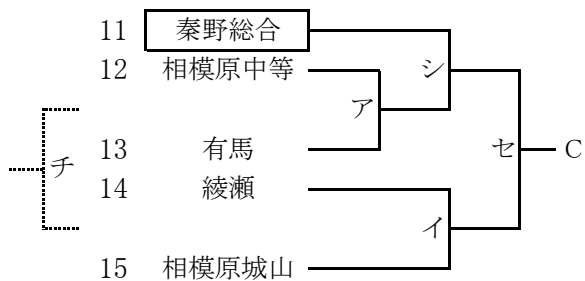 11 秦野総合
シ
12 相模原中等
ア
チ
13 有馬
セ C
14 綾瀬
イ
15 相模原城山